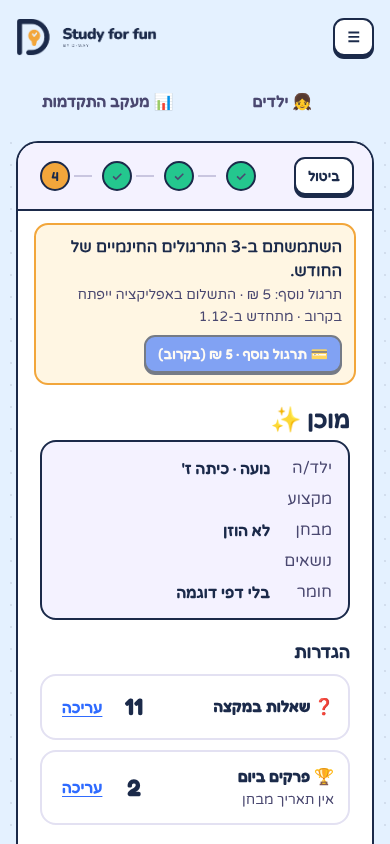 Study for fun
☰
👧 ילדים
📊 מעקב התקדמות
ביטול
✓ ✓ ✓ 4
השתמשתם ב-3 התרגולים החינמיים של
החודש.
תרגול נוסף: 5 ₪ · התשלום באפליקציה ייפתח
בקרוב · מתחדש ב-1.12
💳 תרגול נוסף · 5 ₪ (בקרוב)
מוכן ✨
ילד/ה נועה · כיתה ז'
מקצוע
מבחן לא הוזן
נושאים
חומר בלי דפי דוגמה
הגדרות
❓ שאלות במקצה 11 עריכה
🏆 פרקים ביום 2 עריכה
אין תאריך מבחן